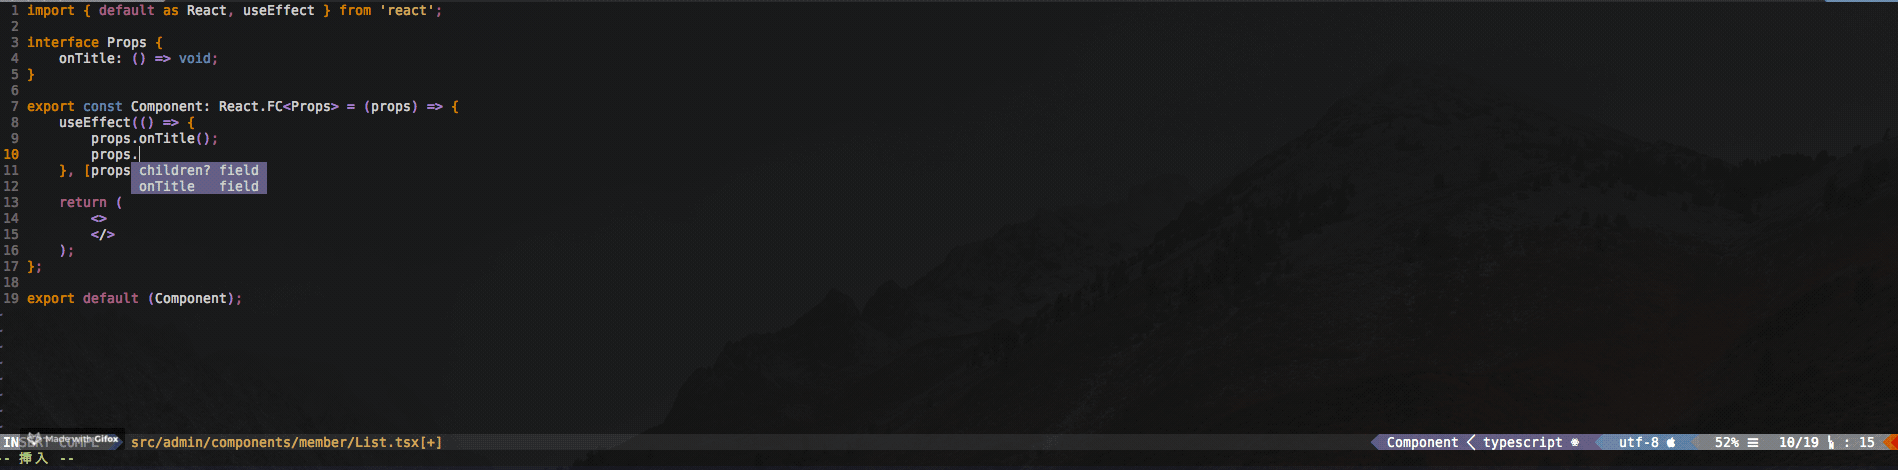 1 import { default as React, useEffect } from 'react';
2
3 interface Props {
4     onTitle: () => void;
5 }
6
7 export const Component: React.FC<Props> = (props) => {
8     useEffect(() => {
9         props.onTitle();
10         props.
11     }, [props children? field
12 onTitle   field
13     return (
14         <>
15         </>
16     );
17 };
18
19 export default (Component);
INSERT COMPL Made with Gifox src/admin/components/member/List.tsx[+] Component typescript utf-8 52% 10/19 : 15
-- 挿入 --